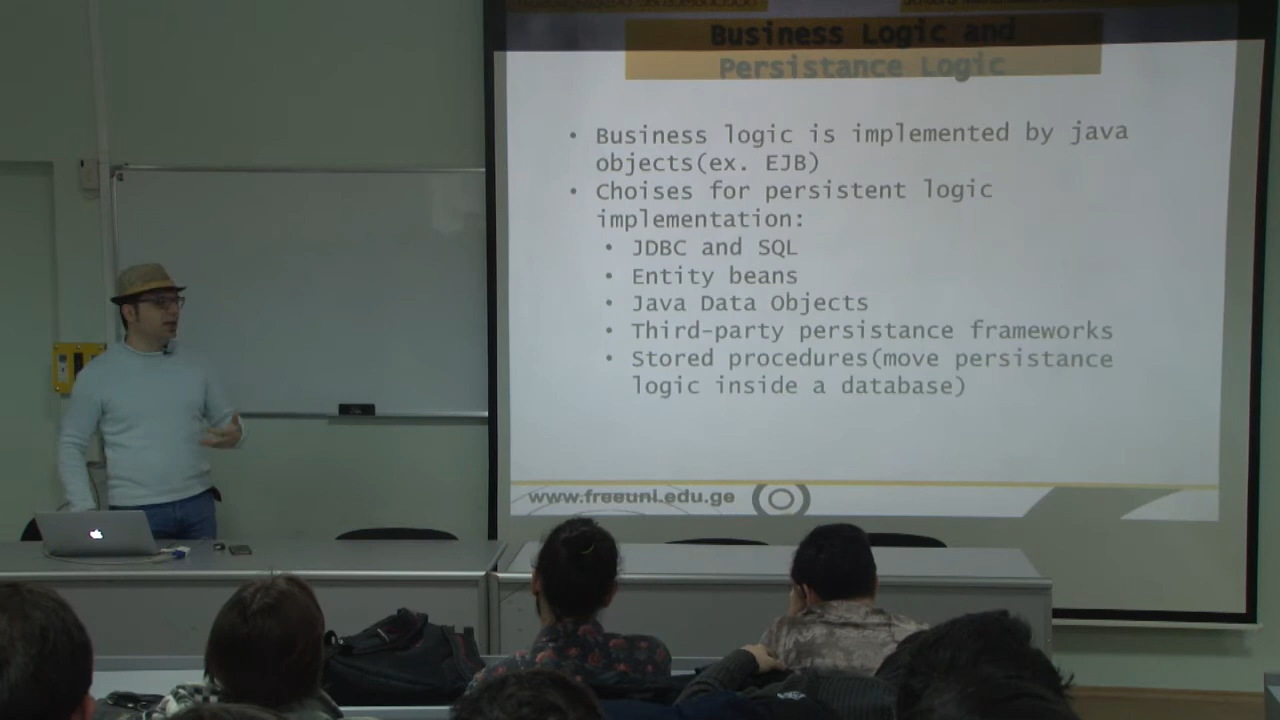 Business Logic and
Persistance Logic
• Business logic is implemented by java
objects(ex. EJB)
• Choises for persistent logic
implementation:
• JDBC and SQL
• Entity beans
• Java Data Objects
• Third-party persistance frameworks
• Stored procedures(move persistance
logic inside a database)
www.freeuni.edu.ge